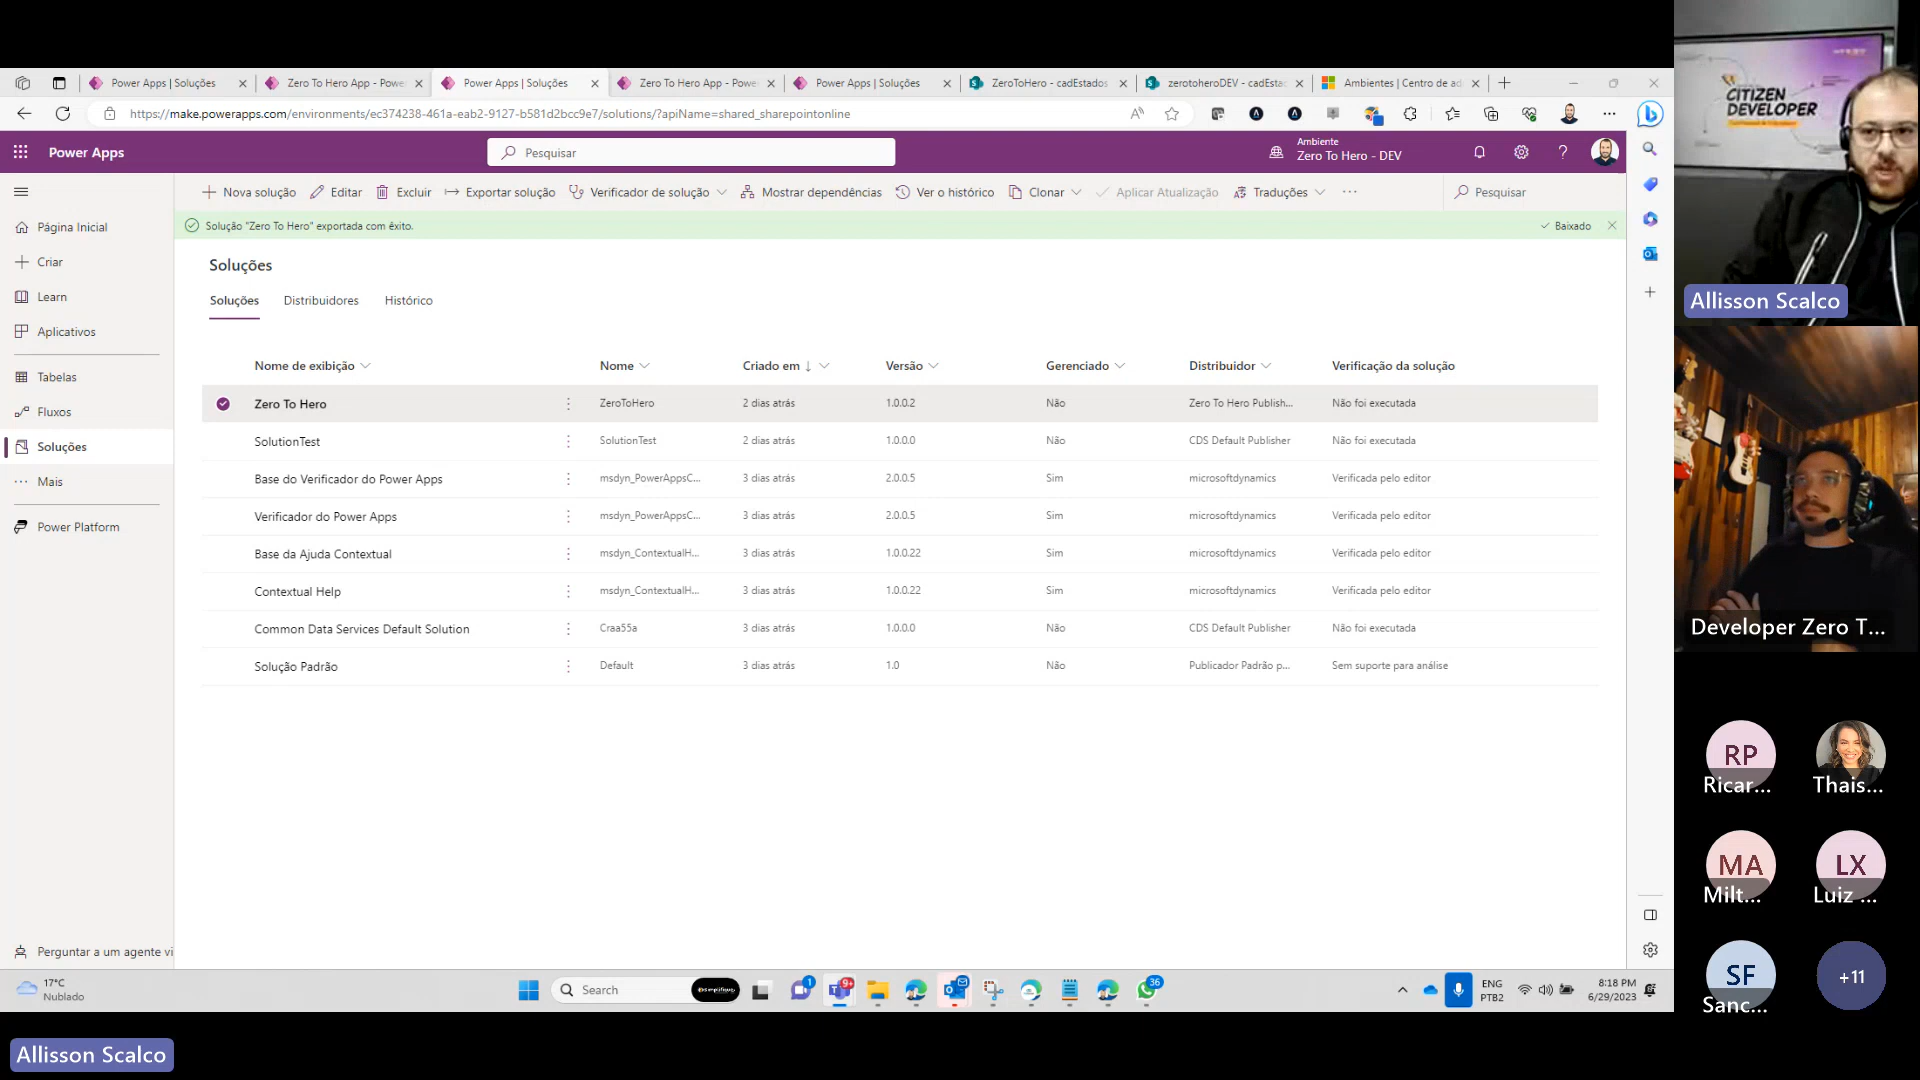 Power Apps | Soluções
Zero To Hero App - Powe
Power Apps | Soluções
Zero To Hero App - Powe
Power Apps | Soluções
ZeroToHero - cadEstados
zerotoheroDEV - cadEsta
Ambientes | Centro de ad
https://make.powerapps.com/environments/ec374238-461a-eab2-9127-b581d2bcc9e7/solutions/?apiName=shared_sharepointonline
Power Apps
Pesquisar
Ambiente
Zero To Hero - DEV
Nova solução
Editar
Excluir
Exportar solução
Verificador de solução
Mostrar dependências
Ver o histórico
Clonar
Aplicar Atualização
Traduções
Pesquisar
Solução "Zero To Hero" exportada com êxito.
Baixado
Página Inicial
Criar
Learn
Aplicativos
Tabelas
Fluxos
Soluções
Mais
Power Platform
Perguntar a um agente vi
Soluções
Soluções Distribuidores Histórico
Nome de exibição Nome Criado em Versão Gerenciado Distribuidor Verificação da solução
Zero To Hero ZeroToHero 2 dias atrás 1.0.0.2 Não Zero To Hero Publish... Não foi executada
SolutionTest SolutionTest 2 dias atrás 1.0.0.0 Não CDS Default Publisher Não foi executada
Base do Verificador do Power Apps msdyn_PowerAppsC... 3 dias atrás 2.0.0.5 Sim microsoftdynamics Verificada pelo editor
Verificador do Power Apps msdyn_PowerAppsC... 3 dias atrás 2.0.0.5 Sim microsoftdynamics Verificada pelo editor
Base da Ajuda Contextual msdyn_ContextualH... 3 dias atrás 1.0.0.22 Sim microsoftdynamics Verificada pelo editor
Contextual Help msdyn_ContextualH... 3 dias atrás 1.0.0.22 Sim microsoftdynamics Verificada pelo editor
Common Data Services Default Solution Craa55a 3 dias atrás 1.0.0.0 Não CDS Default Publisher Não foi executada
Solução Padrão Default 3 dias atrás 1.0 Não Publicador Padrão p... Sem suporte para análise
17°C
Nublado
Search
1
9+
36
ENG
PTB2
8:18 PM
6/29/2023
CITIZEN
DEVELOPER
Allisson Scalco
Developer Zero T...
RP
Ricar...
Thais...
MA
Milt...
LX
Luiz ...
SF
Sanc...
+11
Allisson Scalco